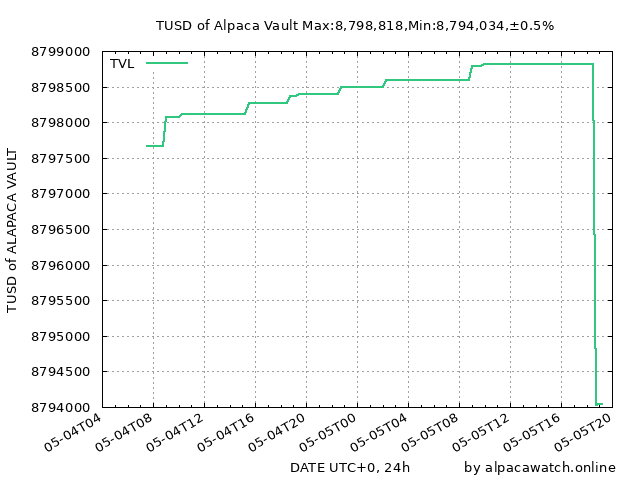 TUSD of Alpaca Vault Max:8,798,818,Min:8,794,034,±0.5%
TVL
TUSD of ALAPACA VAULT
8799000
8798500
8798000
8797500
8797000
8796500
8796000
8795500
8795000
8794500
8794000
05-04T04
05-04T08
05-04T12
05-04T16
05-04T20
05-05T00
05-05T04
05-05T08
05-05T12
05-05T16
05-05T20
DATE UTC+0, 24h
by alpacawatch.online